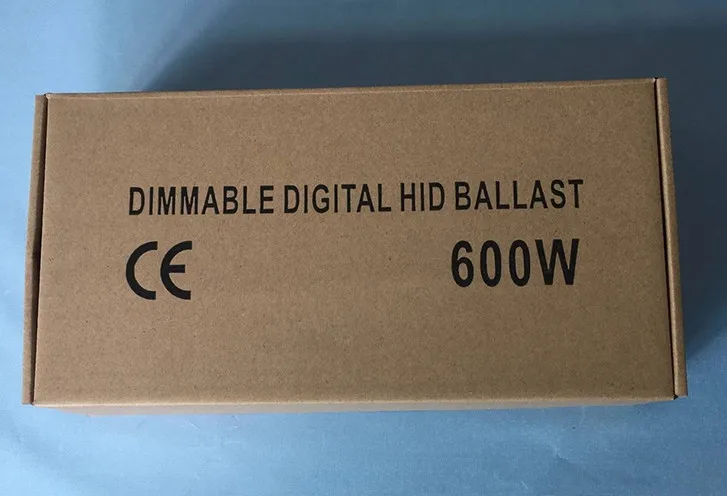 DIMMABLE DIGITAL HID BALLAST
CE 600W